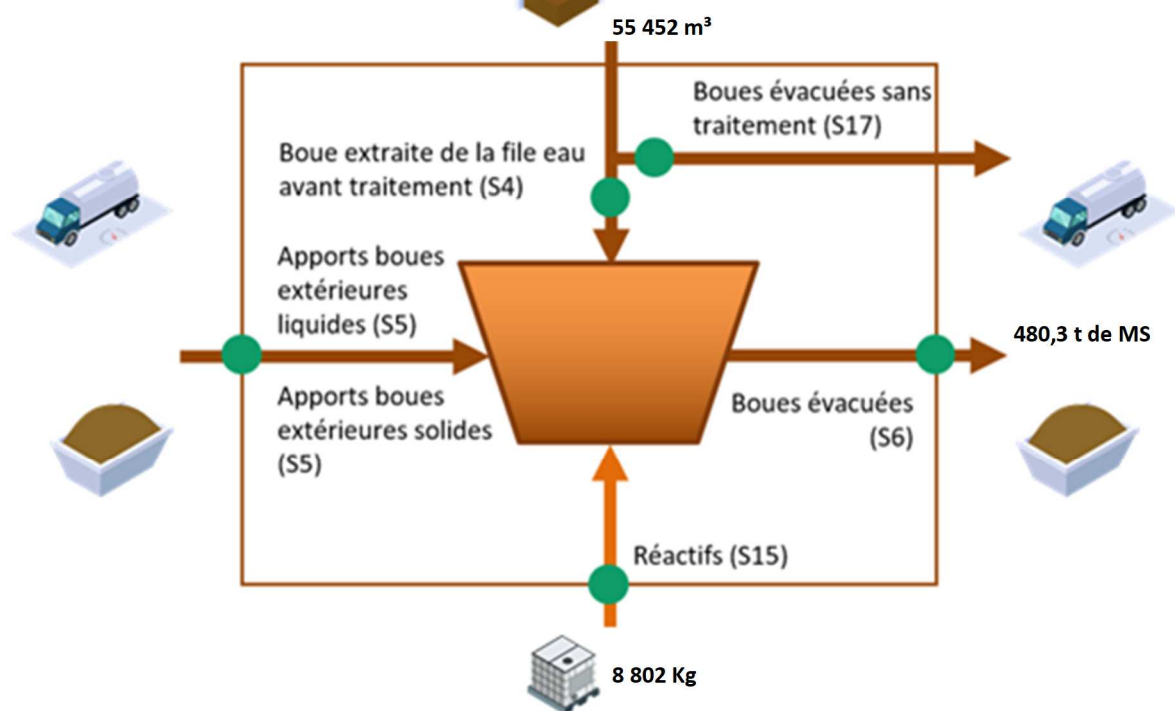 55 452 m³
Boues évacuées sans
traitement (S17)
Boue extraite de la file eau
avant traitement (S4)
Apports boues
extérieures
liquides (S5)
480,3 t de MS
Apports boues
extérieures solides
(S5)
Boues évacuées
(S6)
Réactifs (S15)
8 802 Kg